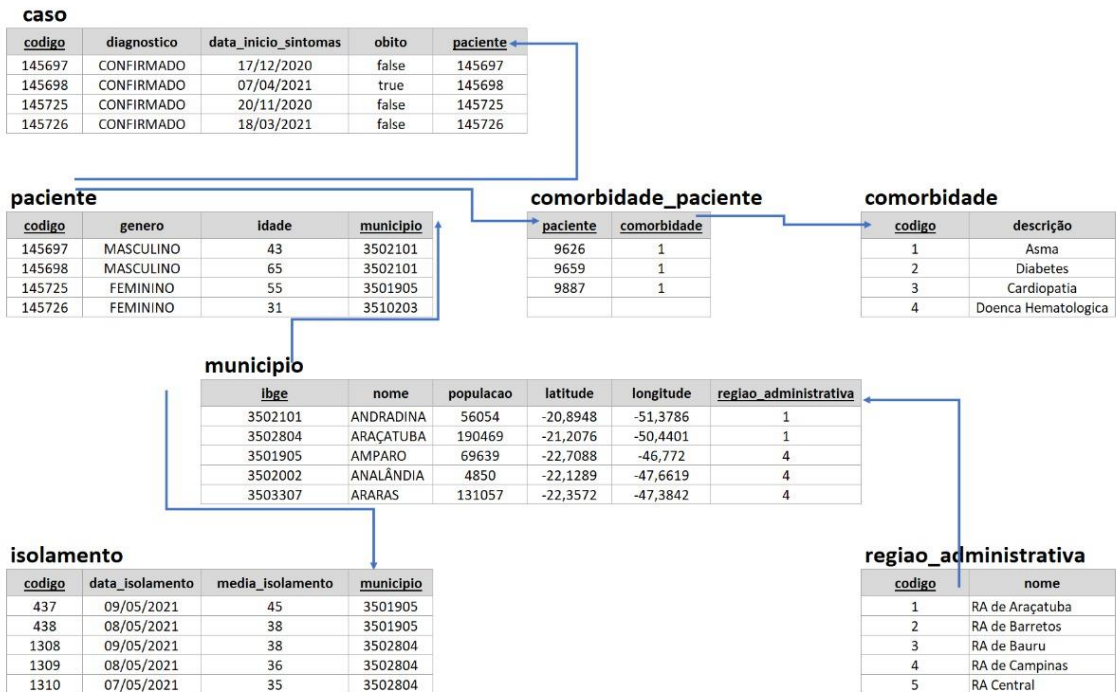 caso
codigo diagnostico data_inicio_sintomas obito paciente
145697 CONFIRMADO 17/12/2020 false 145697
145698 CONFIRMADO 07/04/2021 true 145698
145725 CONFIRMADO 20/11/2020 false 145725
145726 CONFIRMADO 18/03/2021 false 145726
paciente
codigo genero idade municipio
145697 MASCULINO 43 3502101
145698 MASCULINO 65 3502101
145725 FEMININO 55 3501905
145726 FEMININO 31 3510203
comorbidade_paciente
paciente comorbidade
9626 1
9659 1
9887 1
comorbidade
codigo descrição
1 Asma
2 Diabetes
3 Cardiopatia
4 Doenca Hematologica
municipio
ibge nome populacao latitude longitude regiao_administrativa
3502101 ANDRADINA 56054 -20,8948 -51,3786 1
3502804 ARAÇATUBA 190469 -21,2076 -50,4401 1
3501905 AMPARO 69639 -22,7088 -46,772 4
3502002 ANALÂNDIA 4850 -22,1289 -47,6619 4
3503307 ARARAS 131057 -22,3572 -47,3842 4
isolamento
codigo data_isolamento media_isolamento municipio
437 09/05/2021 45 3501905
438 08/05/2021 38 3501905
1308 09/05/2021 38 3502804
1309 08/05/2021 36 3502804
1310 07/05/2021 35 3502804
regiao_administrativa
codigo nome
1 RA de Araçatuba
2 RA de Barretos
3 RA de Bauru
4 RA de Campinas
5 RA Central